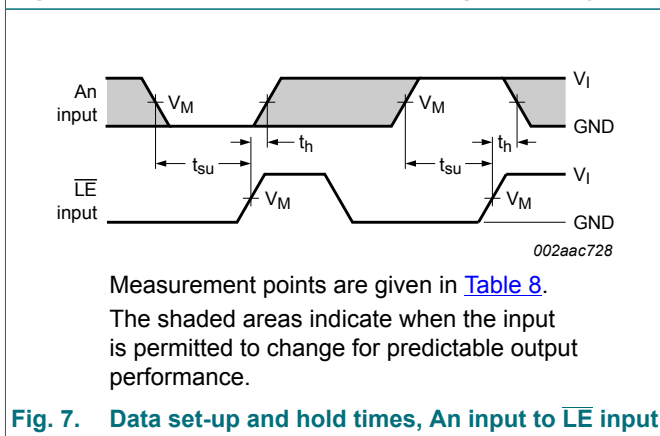 An
input
V_M
V_M
V_I
GND
t_su
t_h
t_su
t_h
L̅E̅
input
V_M
V_M
V_I
GND
002aac728
Measurement points are given in Table 8.
The shaded areas indicate when the input
is permitted to change for predictable output
performance.
Fig. 7. Data set-up and hold times, An input to L̅E̅ input